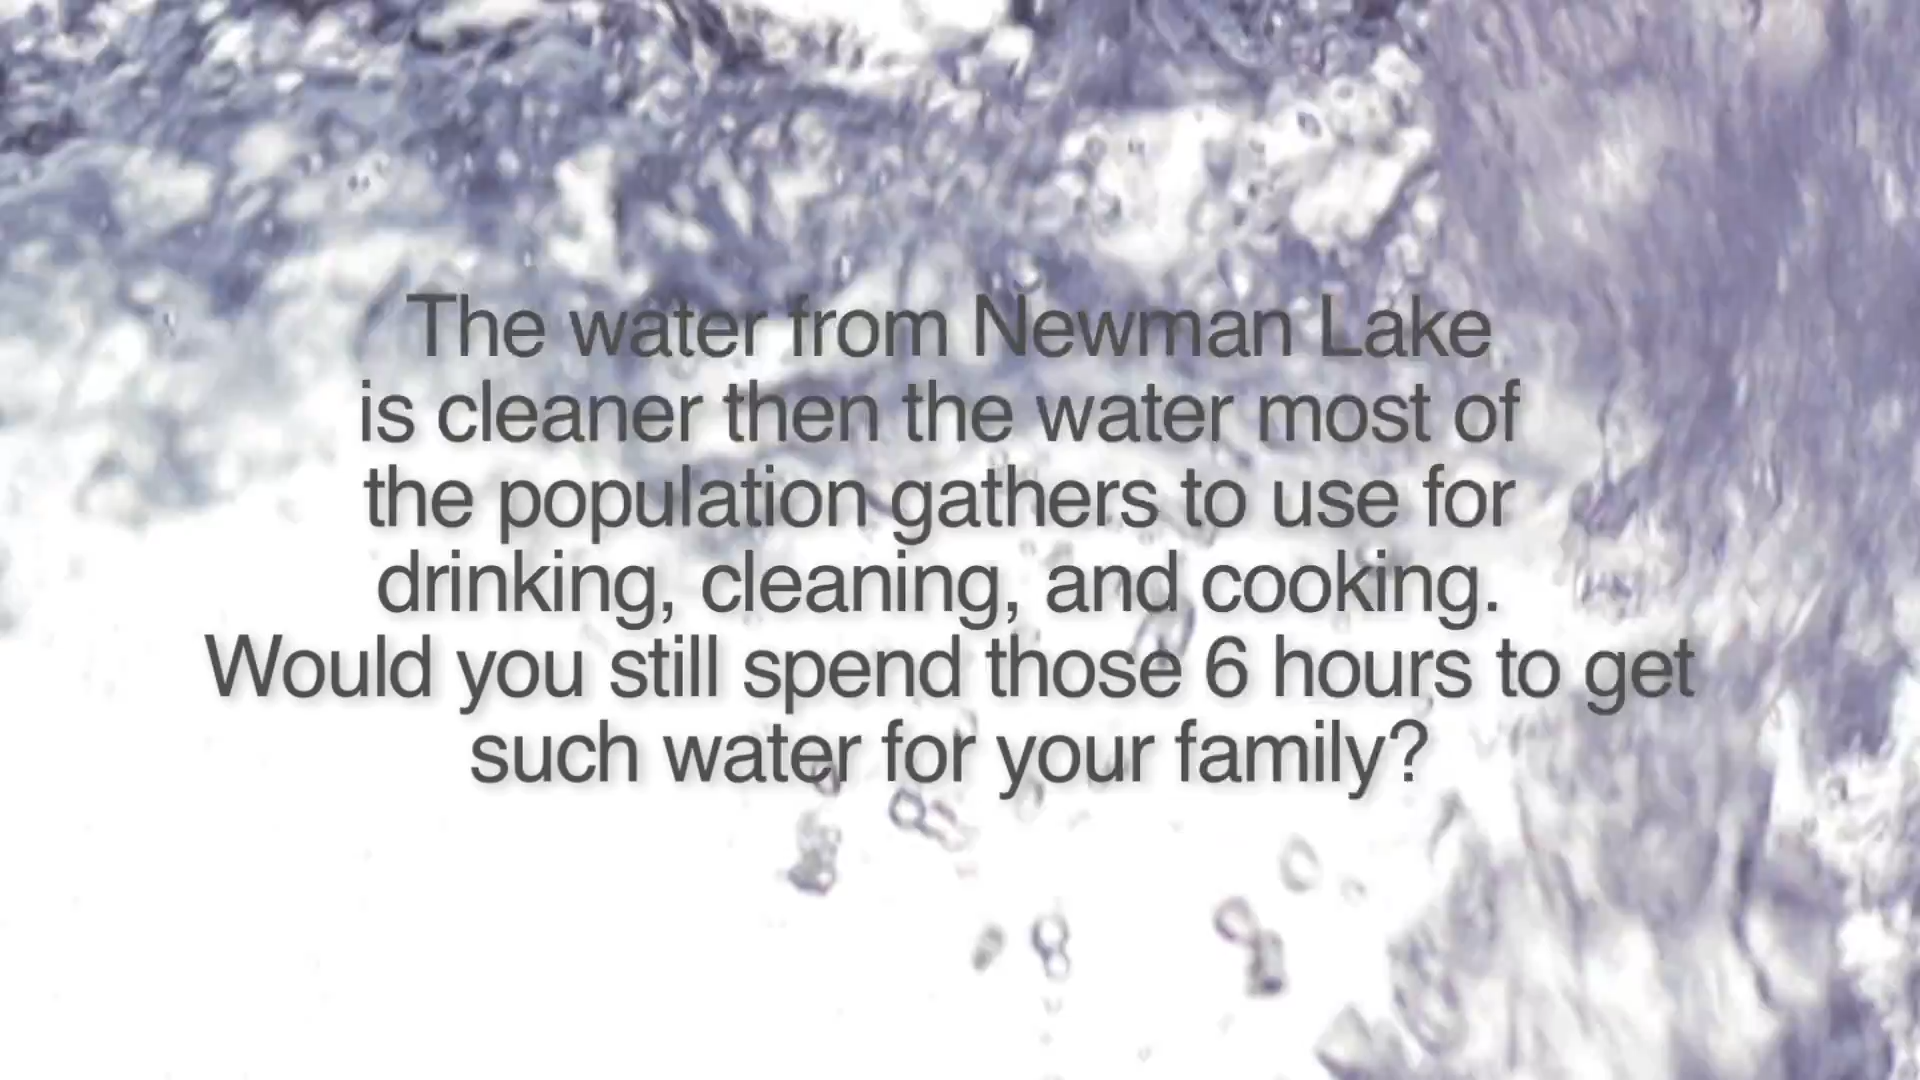 The water from Newman Lake
is cleaner then the water most of
the population gathers to use for
drinking, cleaning, and cooking.
Would you still spend those 6 hours to get
such water for your family?